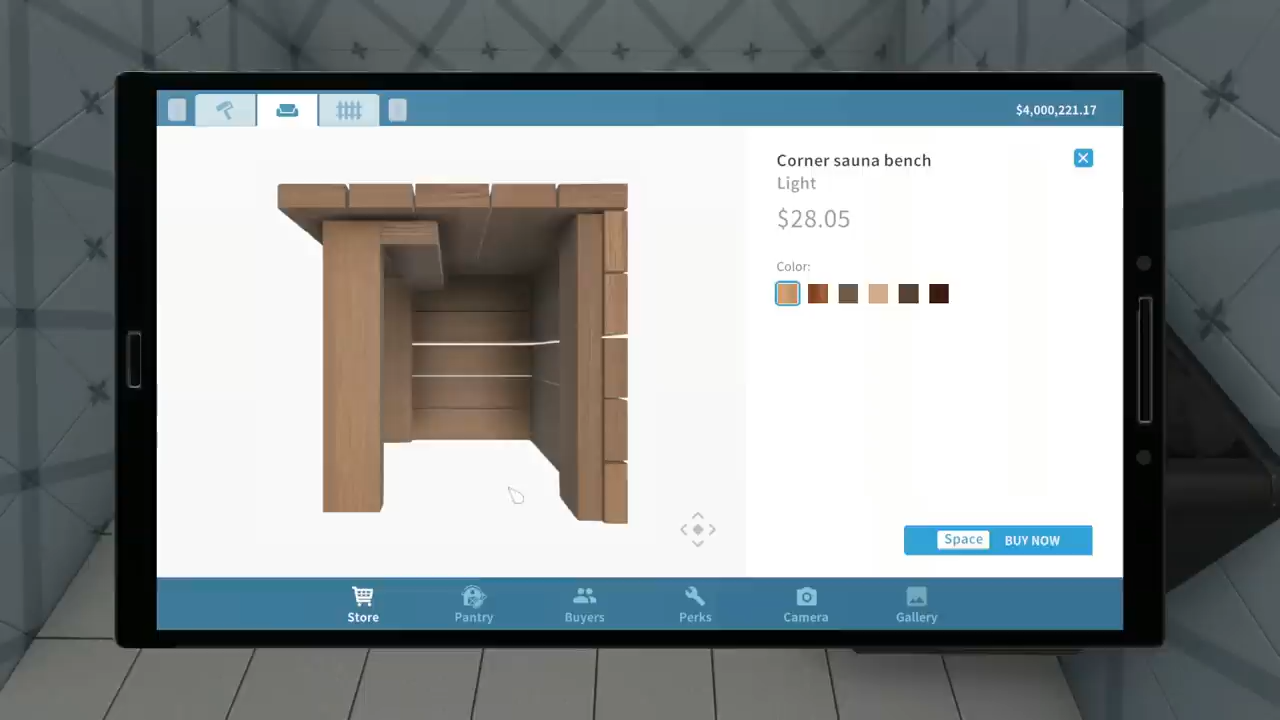 $4,000,221.17
Corner sauna bench
Light
$28.05
Color:
Space BUY NOW
Store Pantry Buyers Perks Camera Gallery